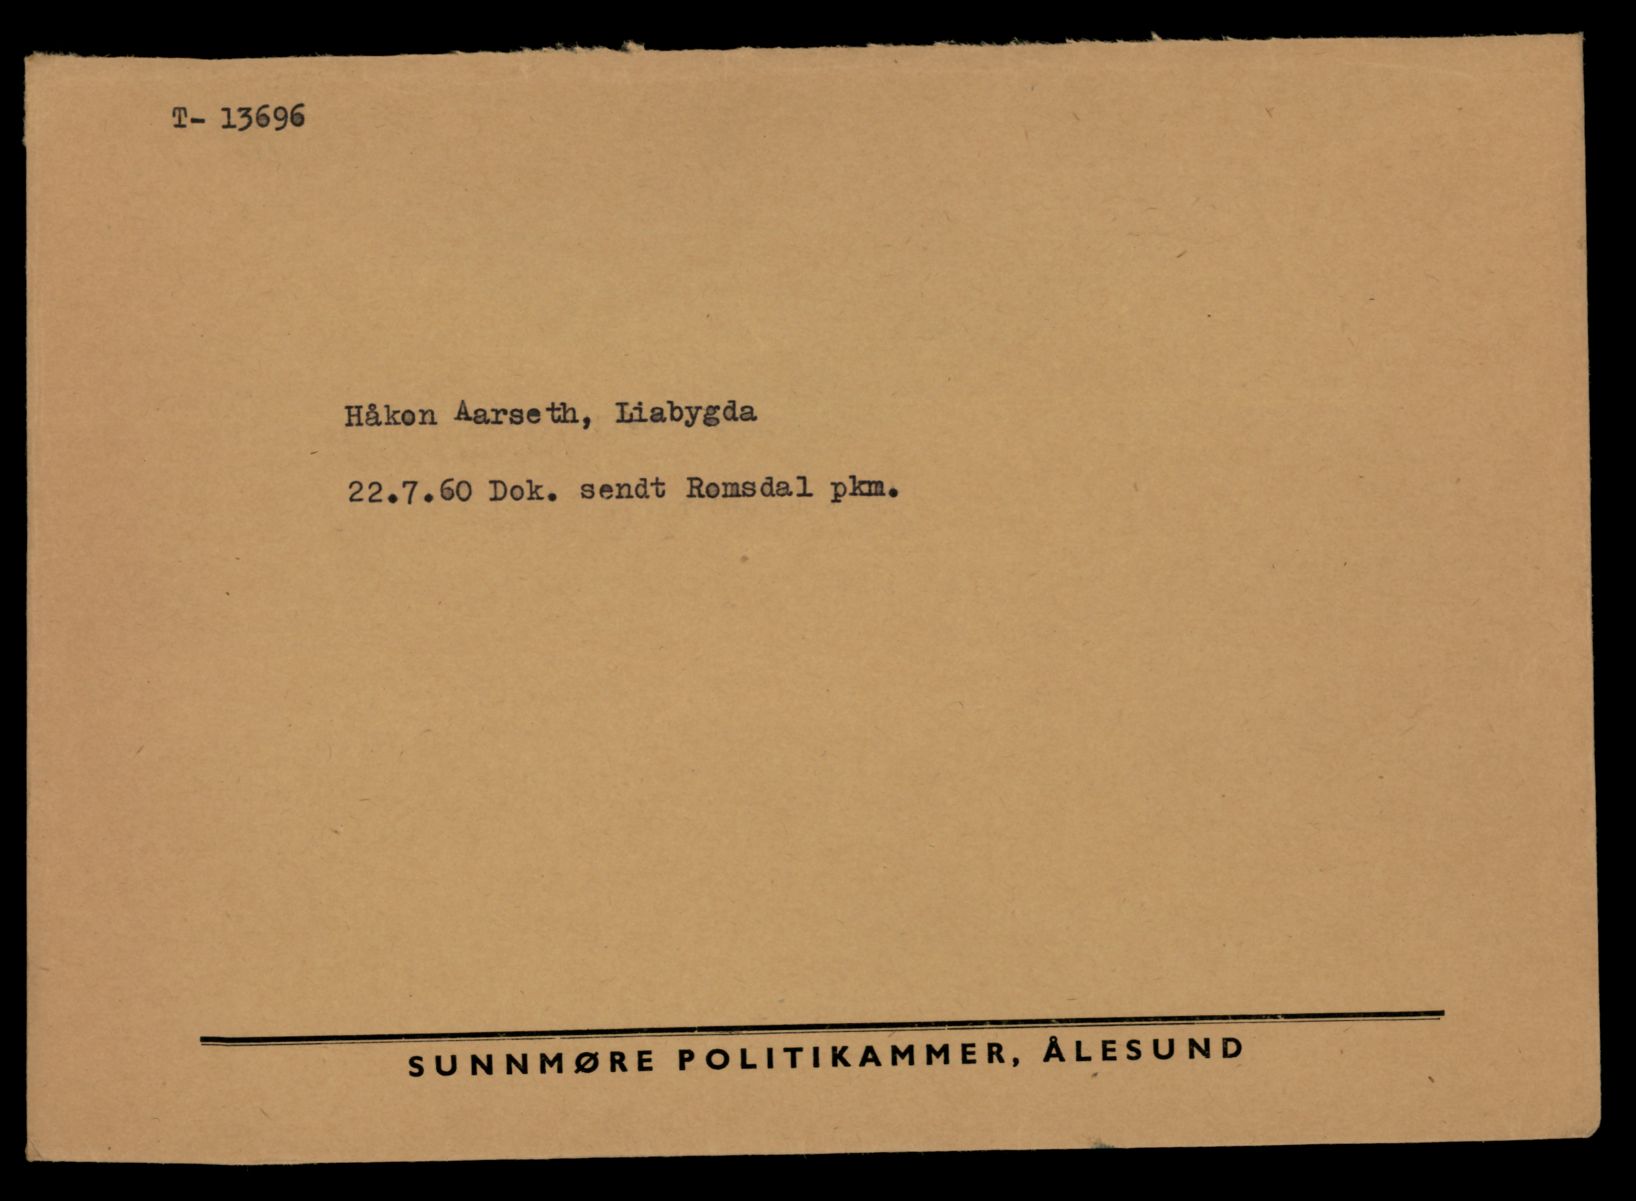 T- 13696
Håkon Aarseth, Liabygda
22.7.60 Dok. sendt Romsdal pkm.
SUNNMØRE POLITIKAMMER, ÅLESUND